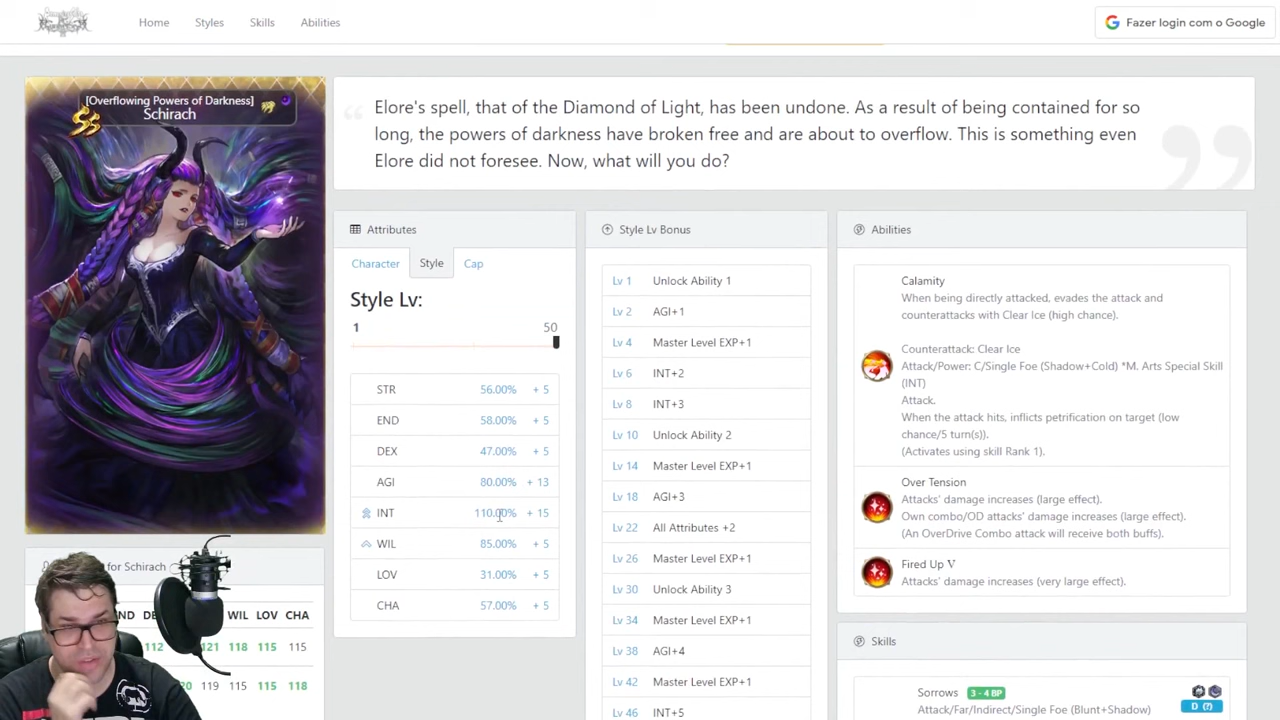 Home Styles Skills Abilities
Fazer login com o Google
[Overflowing Powers of Darkness]
Schirach
SS
Elore's spell, that of the Diamond of Light, has been undone. As a result of being contained for so
long, the powers of darkness have broken free and are about to overflow. This is something even
Elore did not foresee. Now, what will you do?
Attributes
Character Style Cap
Style Lv:
1 50
STR 56.00% + 5
END 58.00% + 5
DEX 47.00% + 5
AGI 80.00% + 13
INT 110.00% + 15
WIL 85.00% + 5
LOV 31.00% + 5
CHA 57.00% + 5
Style Lv Bonus
Lv 1 Unlock Ability 1
Lv 2 AGI+1
Lv 4 Master Level EXP+1
Lv 6 INT+2
Lv 8 INT+3
Lv 10 Unlock Ability 2
Lv 14 Master Level EXP+1
Lv 18 AGI+3
Lv 22 All Attributes +2
Lv 26 Master Level EXP+1
Lv 30 Unlock Ability 3
Lv 34 Master Level EXP+1
Lv 38 AGI+4
Lv 42 Master Level EXP+1
Lv 46 INT+5
Abilities
Calamity
When being directly attacked, evades the attack and
counterattacks with Clear Ice (high chance).
Counterattack: Clear Ice
Attack/Power: C/Single Foe (Shadow+Cold) *M. Arts Special Skill
(INT)
Attack.
When the attack hits, inflicts petrification on target (low
chance/5 turn(s)).
(Activates using skill Rank 1).
Over Tension
Attacks' damage increases (large effect).
Own combo/OD attacks' damage increases (large effect).
(An OverDrive Combo attack will receive both buffs).
Fired Up V
Attacks' damage increases (very large effect).
Skills
Sorrows 3 - 4 BP
Attack/Far/Indirect/Single Foe (Blunt+Shadow)
D (7)
for Schirach
WIL LOV CHA
112 121 118 115 115
119 115 115 118